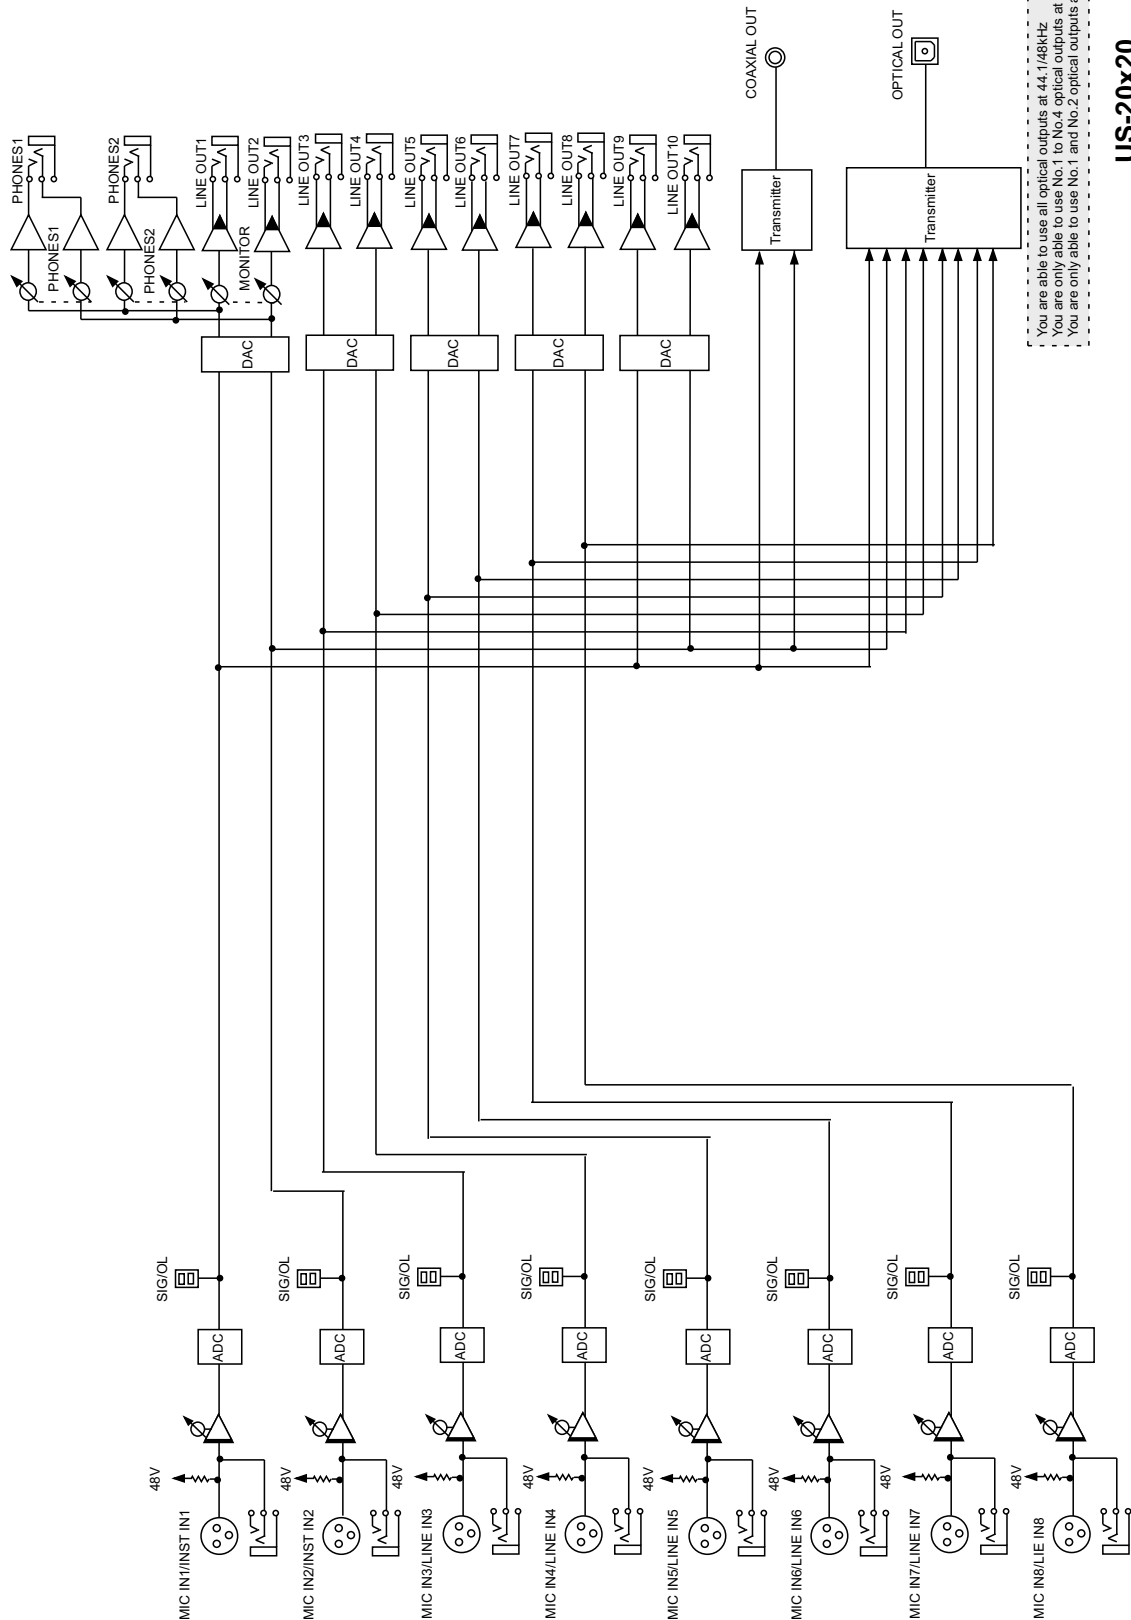 PHONES1
PHONES2
LINE OUT1
LINE OUT2
LINE OUT3
LINE OUT4
LINE OUT5
LINE OUT6
LINE OUT7
LINE OUT8
LINE OUT9
LINE OUT10
COAXIAL OUT
OPTICAL OUT
PHONES1
PHONES2
MONITOR
DAC
DAC
DAC
DAC
DAC
Transmitter
Transmitter
You are able to use all optical outputs at 44.1/48kHz
You are only able to use No.1 to No.4 optical outputs at
You are only able to use No.1 and No.2 optical outputs
US-20x20
SIG/OL
SIG/OL
SIG/OL
SIG/OL
SIG/OL
SIG/OL
SIG/OL
SIG/OL
ADC
ADC
ADC
ADC
ADC
ADC
ADC
ADC
48V
48V
48V
48V
48V
48V
48V
48V
MIC IN1/INST IN1
MIC IN2/INST IN2
MIC IN3/LINE IN3
MIC IN4/LINE IN4
MIC IN5/LINE IN5
MIC IN6/LINE IN6
MIC IN7/LINE IN7
MIC IN8/LIE IN8